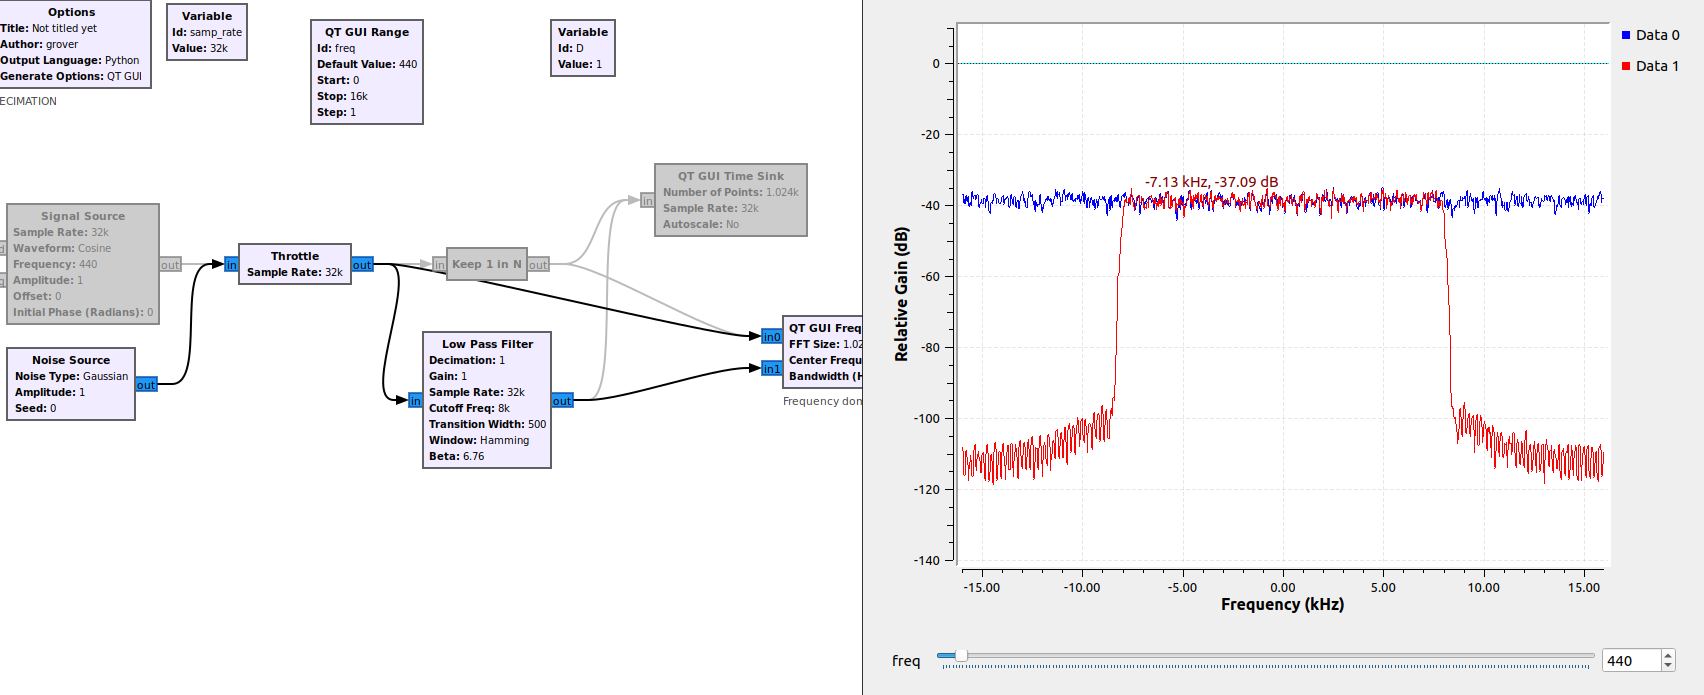 Options
Title: Not titled yet
Author: grover
Output Language: Python
Generate Options: QT GUI
ECIMATION
Variable
Id: samp_rate
Value: 32k
QT GUI Range
Id: freq
Default Value: 440
Start: 0
Stop: 16k
Step: 1
Variable
Id: D
Value: 1
Signal Source
Sample Rate: 32k
Waveform: Cosine
Frequency: 440
Amplitude: 1
Offset: 0
Initial Phase (Radians): 0
out
Noise Source
Noise Type: Gaussian
Amplitude: 1
Seed: 0
out
in
Throttle
Sample Rate: 32k
out
in
Keep 1 in N
out
in
Low Pass Filter
Decimation: 1
Gain: 1
Sample Rate: 32k
Cutoff Freq: 8k
Transition Width: 500
Window: Hamming
Beta: 6.76
out
in
QT GUI Time Sink
Number of Points: 1.024k
Sample Rate: 32k
Autoscale: No
in0
in1
QT GUI Freq
FFT Size: 1.02
Center Frequ
Bandwidth (H
Frequency don
Data 0
Data 1
-7.13 kHz, -37.09 dB
Relative Gain (dB)
0
-20
-40
-60
-80
-100
-120
-140
-15.00
-10.00
-5.00
0.00
5.00
10.00
15.00
Frequency (kHz)
freq
440